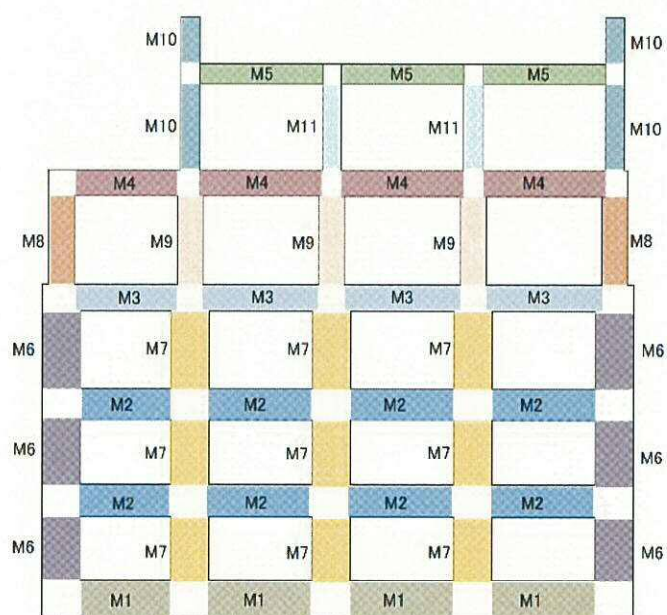 M10 M10
M5 M5 M5
M10 M11 M11 M10
M4 M4 M4 M4
M8 M9 M9 M9 M8
M3 M3 M3 M3
M6 M7 M7 M7 M6
M2 M2 M2 M2
M6 M7 M7 M7 M6
M2 M2 M2 M2
M6 M7 M7 M7 M6
M1 M1 M1 M1